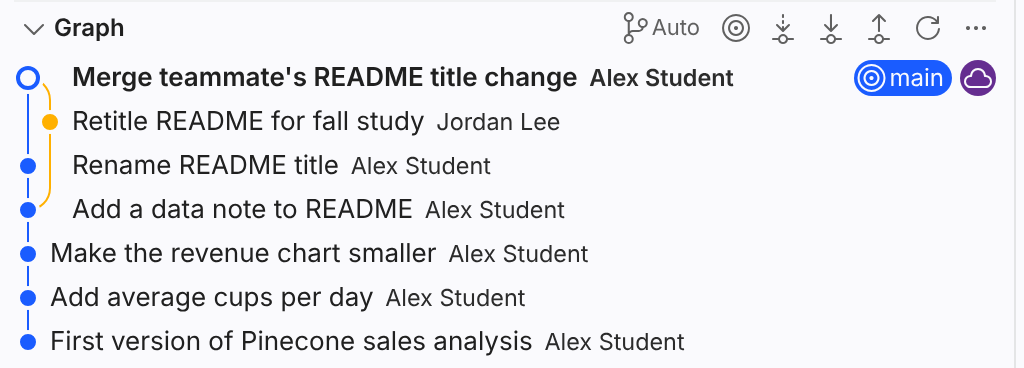 Graph Auto
Merge teammate's README title change Alex Student main
Retitle README for fall study Jordan Lee
Rename README title Alex Student
Add a data note to README Alex Student
Make the revenue chart smaller Alex Student
Add average cups per day Alex Student
First version of Pinecone sales analysis Alex Student